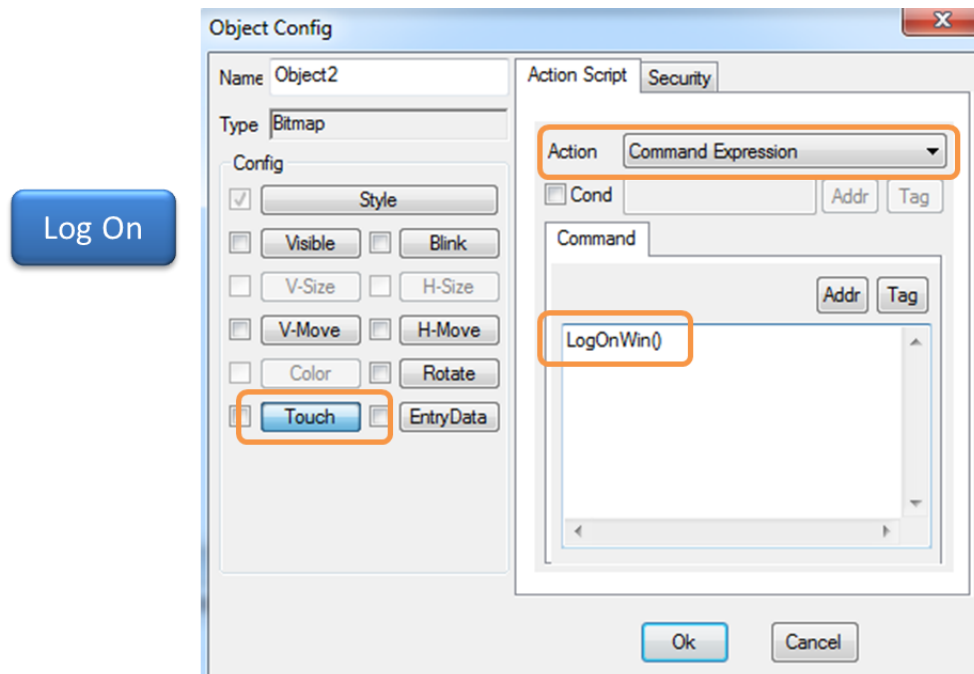 Object Config
Name Object2
Type Bitmap
Config
Style
Visible Blink
V-Size H-Size
V-Move H-Move
Color Rotate
Touch EntryData
Log On
Action Script Security
Action Command Expression
Cond Addr Tag
Command
Addr Tag
LogOnWin()
Ok Cancel